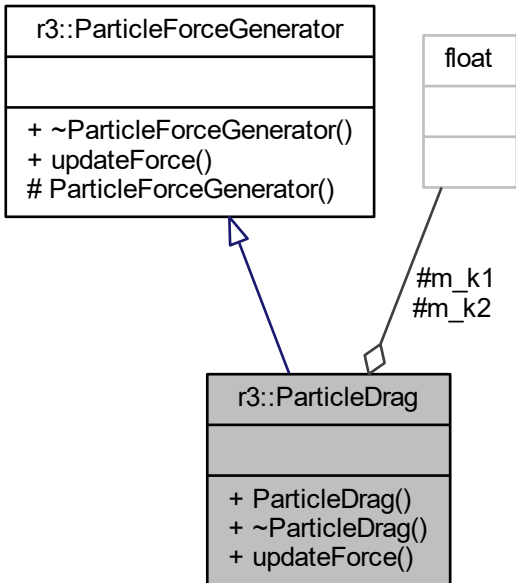 r3::ParticleForceGenerator
+ ~ParticleForceGenerator()
+ updateForce()
# ParticleForceGenerator()
float
#m_k1
#m_k2
r3::ParticleDrag
+ ParticleDrag()
+ ~ParticleDrag()
+ updateForce()